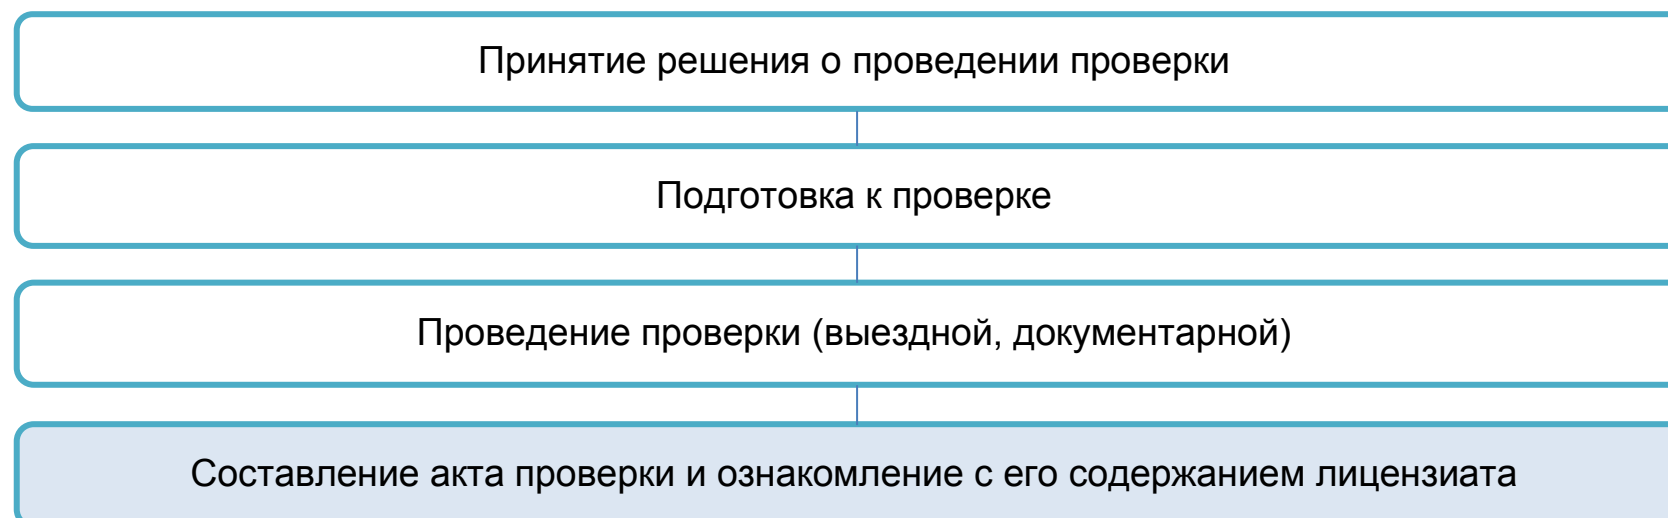 Принятие решения о проведении проверки
Подготовка к проверке
Проведение проверки (выездной, документарной)
Составление акта проверки и ознакомление с его содержанием лицензиата